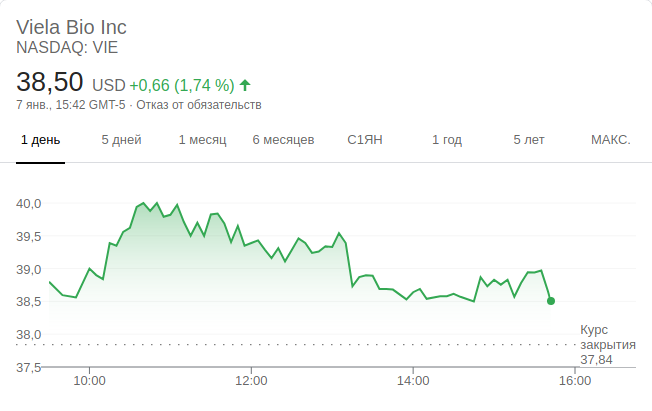 Viela Bio Inc
NASDAQ: VIE
38,50 USD +0,66 (1,74 %)
7 янв., 15:42 GMT-5 · Отказ от обязательств
1 день 5 дней 1 месяц 6 месяцев С1ЯН 1 год 5 лет МАКС.
40,0
39,5
39,0
38,5
38,0
Курс
закрытия
37,84
37,5
10:00 12:00 14:00 16:00